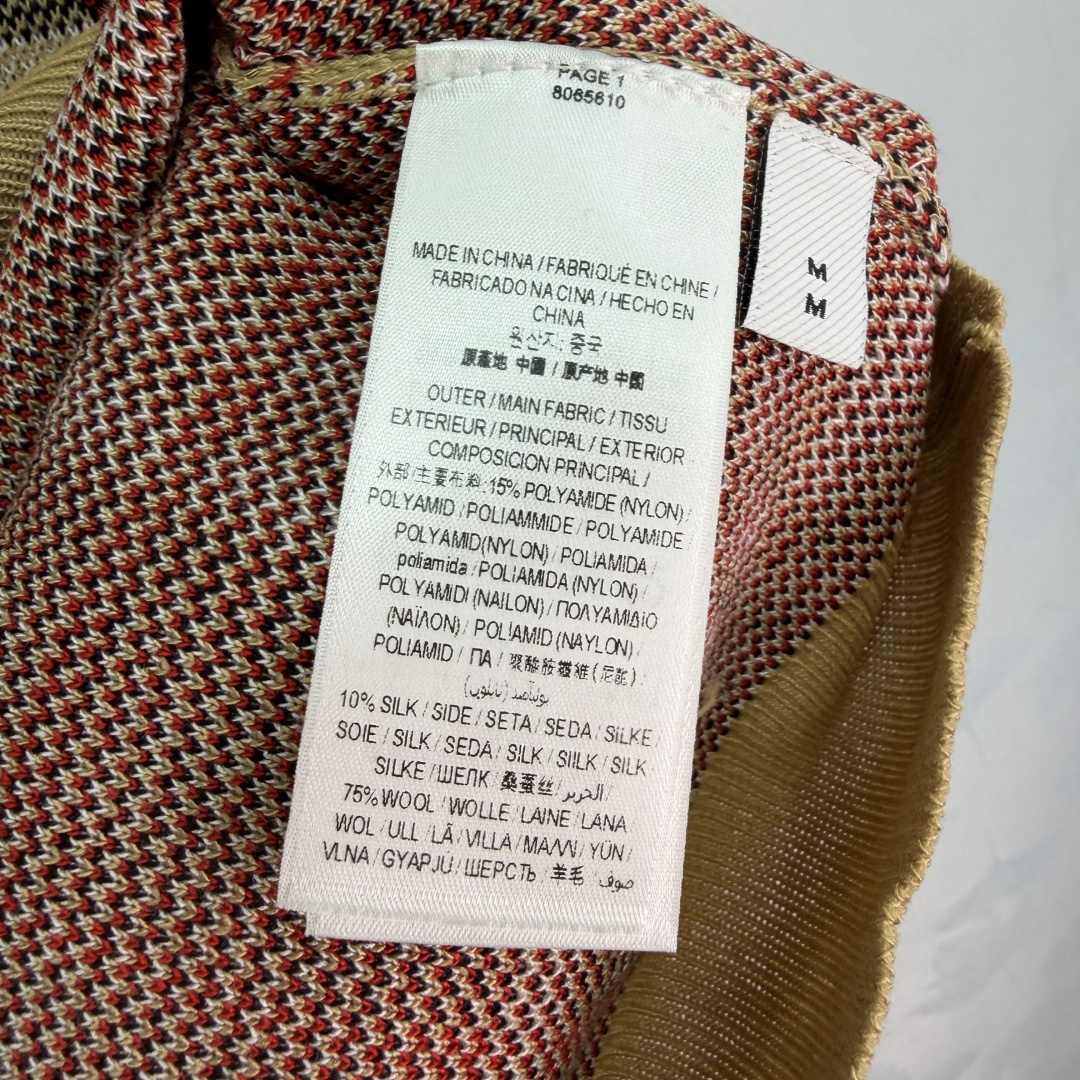 PAGE 1
8065610
MADE IN CHINA / FABRIQUÉ EN CHINE /
FABRICADO NA CINA / HECHO EN
CHINA
원산지: 중국
原產地 中國 / 原产地 中国
OUTER / MAIN FABRIC / TISSU
EXTERIEUR / PRINCIPAL / EXTERIOR
COMPOSICION PRINCIPAL /
外部/主要布料: 15% POLYAMIDE (NYLON) /
POLYAMID / POLIAMMIDE / POLYAMIDE
POLYAMID(NYLON) / POLIAMIDA /
poliamida / POLIAMIDA (NYLON) /
POLYAMIDI (NAILON) / ΠΟΛΥΑΜΙΔΙΟ
(ΝΑΪΛΟΝ) / POLIAMID (NAYLON) /
POLIAMID / ПА / 聚醯胺纖維(尼龍) :
(نايلون)
10% SILK / SIDE / SETA / SEDA / SILKE /
SOIE / SILK / SEDA / SILK / SIILK / SILK
SILKE / ШЕЛК / 桑蚕丝 / الحرير /
75% WOOL / WOLLE / LAINE / LANA /
WOL / ULL / LÃ / VILLA / ΜΑΛΛΙ / YÜN /
VLNA / GYAPJU / ШЕРСТЬ : 羊毛 : صوف
M
M